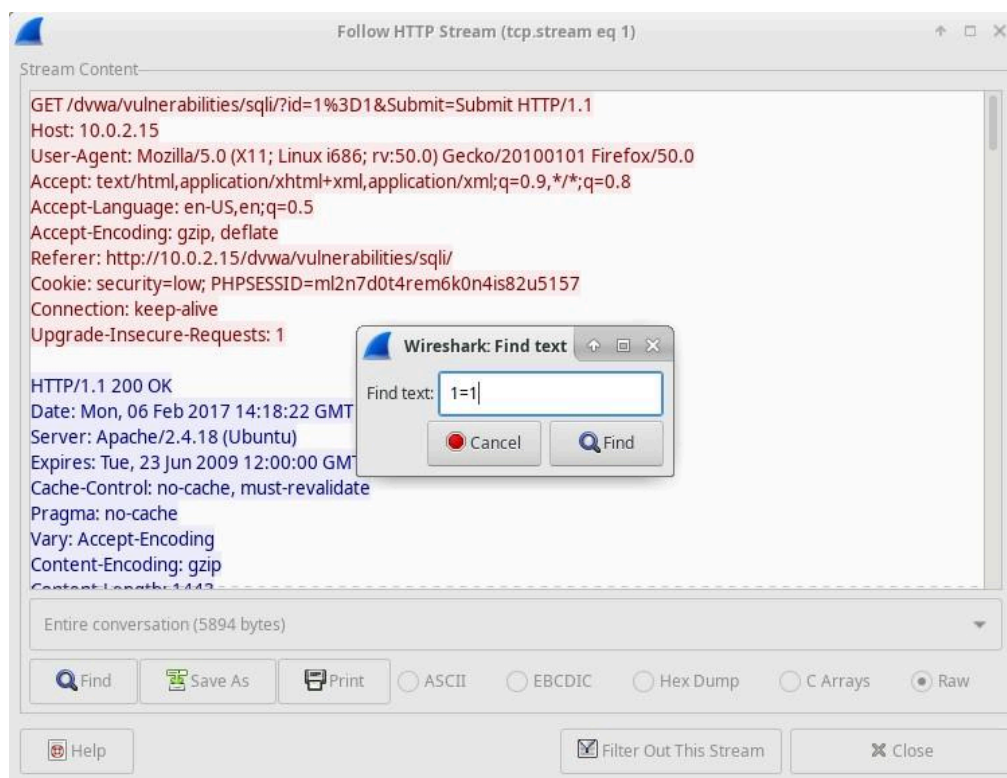 Follow HTTP Stream (tcp.stream eq 1)
Stream Content
GET /dvwa/vulnerabilities/sqli/?id=1%3D1&Submit=Submit HTTP/1.1
Host: 10.0.2.15
User-Agent: Mozilla/5.0 (X11; Linux i686; rv:50.0) Gecko/20100101 Firefox/50.0
Accept: text/html,application/xhtml+xml,application/xml;q=0.9,*/*;q=0.8
Accept-Language: en-US,en;q=0.5
Accept-Encoding: gzip, deflate
Referer: http://10.0.2.15/dvwa/vulnerabilities/sqli/
Cookie: security=low; PHPSESSID=ml2n7d0t4rem6k0n4is82u5157
Connection: keep-alive
Upgrade-Insecure-Requests: 1
HTTP/1.1 200 OK
Date: Mon, 06 Feb 2017 14:18:22 GMT
Server: Apache/2.4.18 (Ubuntu)
Expires: Tue, 23 Jun 2009 12:00:00 GMT
Cache-Control: no-cache, must-revalidate
Pragma: no-cache
Vary: Accept-Encoding
Content-Encoding: gzip
Content-Length: 1443
Wireshark: Find text
Find text: 1=1
Cancel Find
Entire conversation (5894 bytes)
Find Save As Print ASCII EBCDIC Hex Dump C Arrays Raw
Help Filter Out This Stream Close